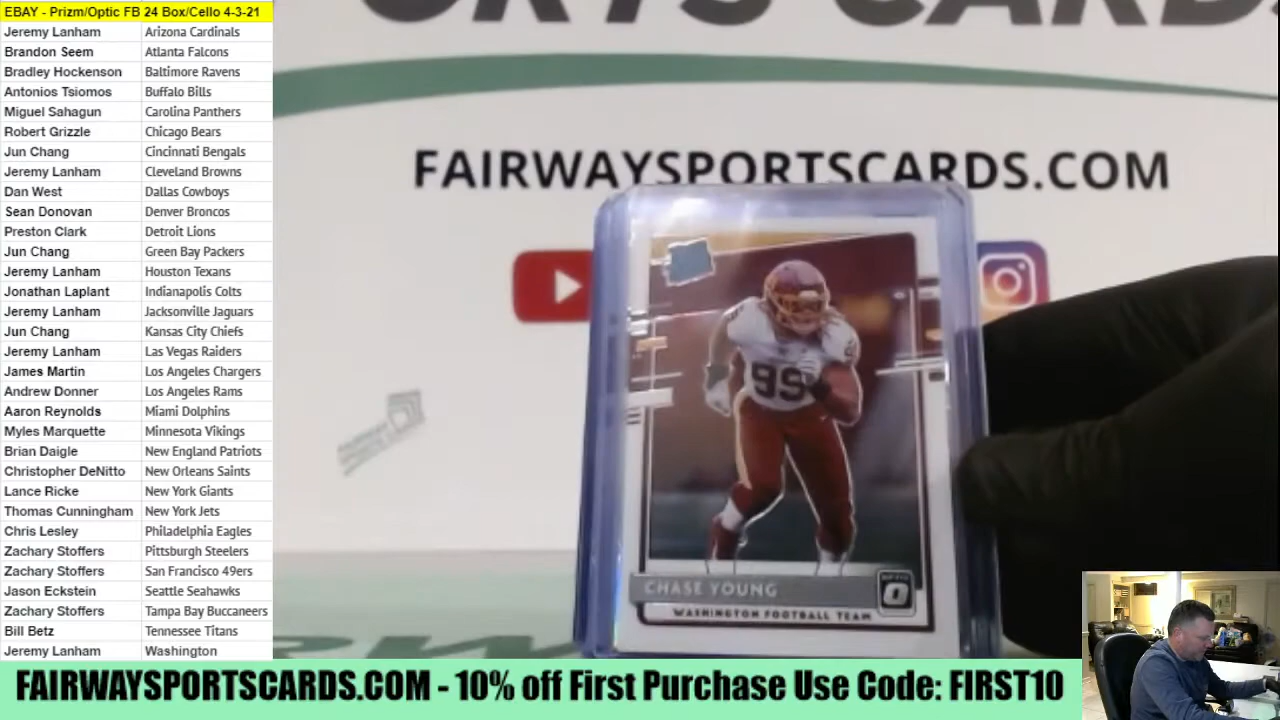 EBAY - Prizm/Optic FB 24 Box/Cello 4-3-21
Jeremy Lanham Arizona Cardinals
Brandon Seem Atlanta Falcons
Bradley Hockenson Baltimore Ravens
Antonios Tsiomos Buffalo Bills
Miguel Sahagun Carolina Panthers
Robert Grizzle Chicago Bears
Jun Chang Cincinnati Bengals
Jeremy Lanham Cleveland Browns
Dan West Dallas Cowboys
Sean Donovan Denver Broncos
Preston Clark Detroit Lions
Jun Chang Green Bay Packers
Jeremy Lanham Houston Texans
Jonathan Laplant Indianapolis Colts
Jeremy Lanham Jacksonville Jaguars
Jun Chang Kansas City Chiefs
Jeremy Lanham Las Vegas Raiders
James Martin Los Angeles Chargers
Andrew Donner Los Angeles Rams
Aaron Reynolds Miami Dolphins
Myles Marquette Minnesota Vikings
Brian Daigle New England Patriots
Christopher DeNitto New Orleans Saints
Lance Ricke New York Giants
Thomas Cunningham New York Jets
Chris Lesley Philadelphia Eagles
Zachary Stoffers Pittsburgh Steelers
Zachary Stoffers San Francisco 49ers
Jason Eckstein Seattle Seahawks
Zachary Stoffers Tampa Bay Buccaneers
Bill Betz Tennessee Titans
Jeremy Lanham Washington
CARDS
FAIRWAYSPORTSCARDS.COM
99
CHASE YOUNG
WASHINGTON FOOTBALL TEAM
FAIRWAYSPORTSCARDS.COM - 10% off First Purchase Use Code: FIRST10